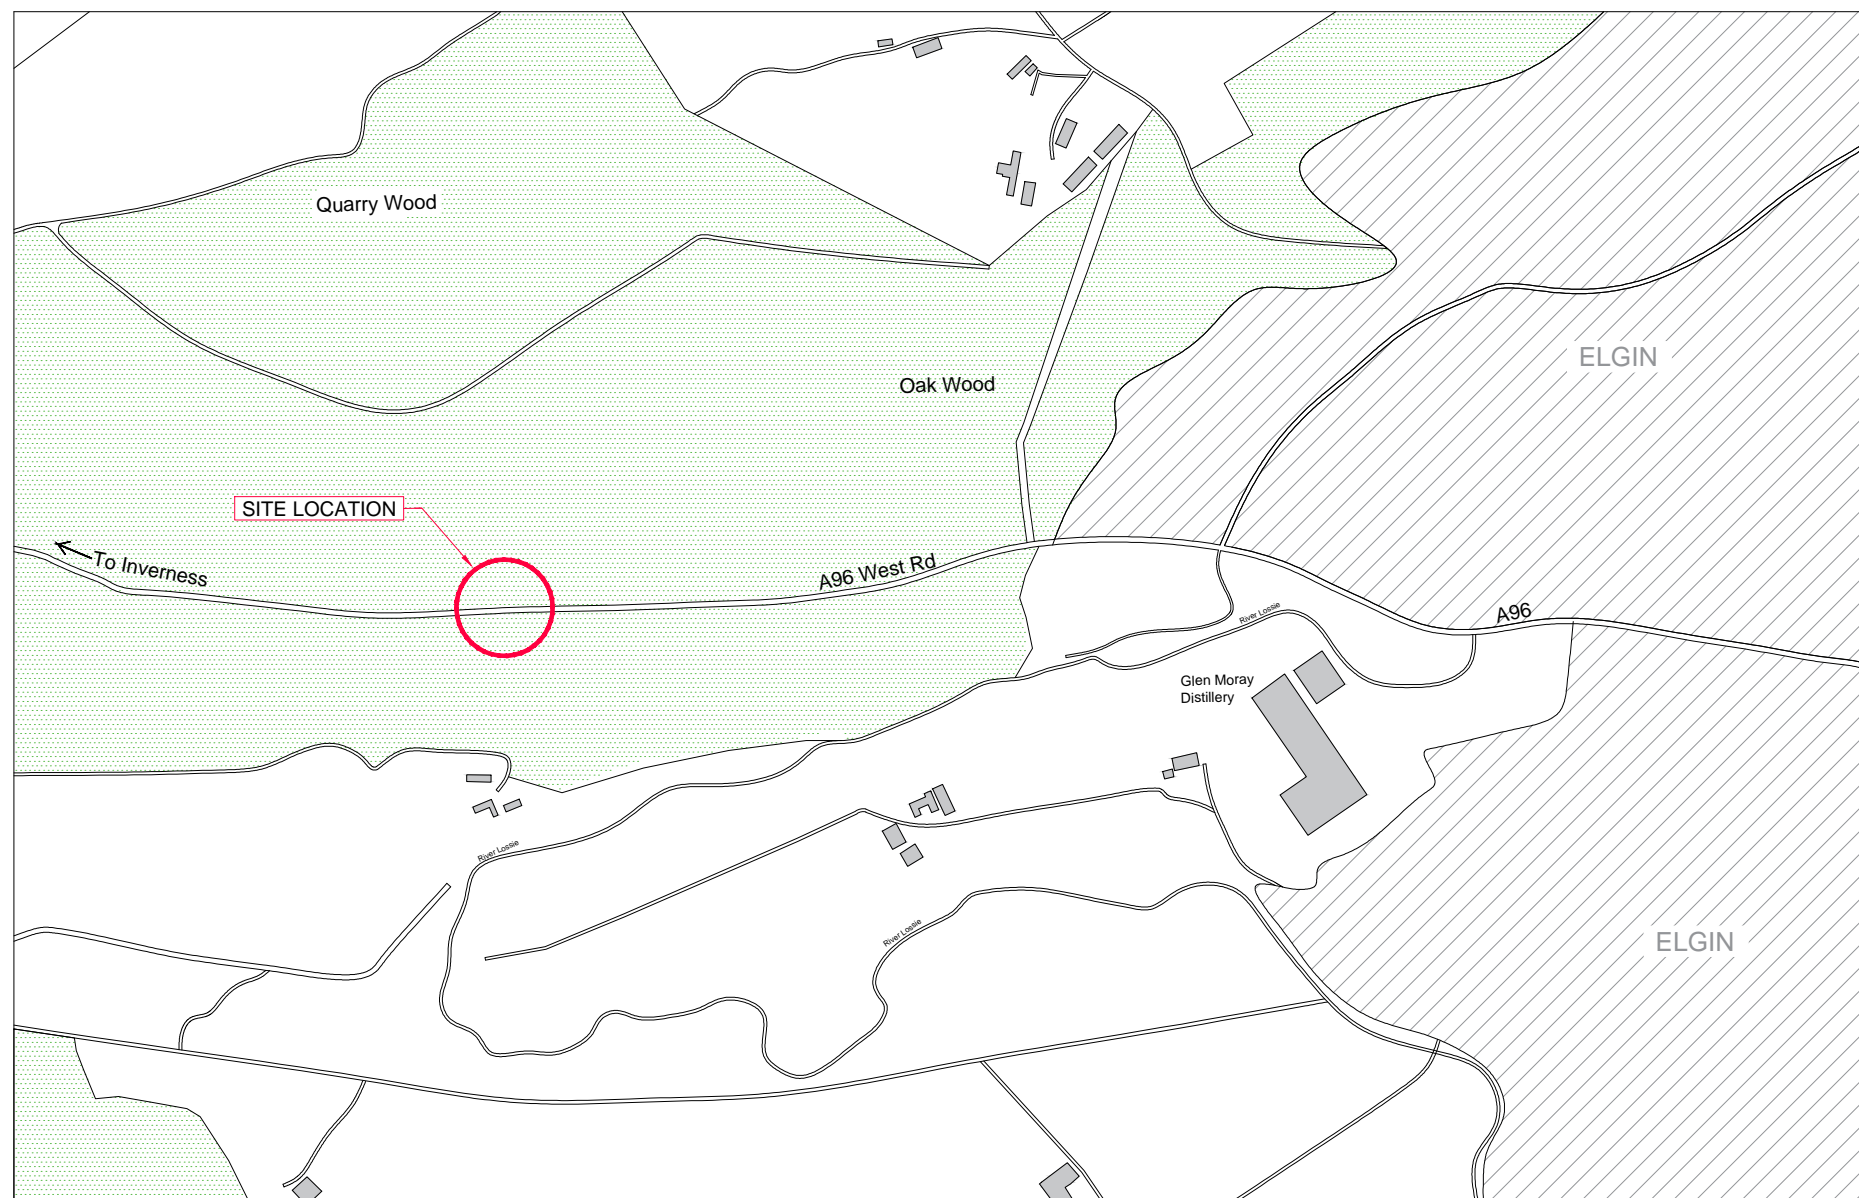 Quarry Wood
ELGIN
Oak Wood
SITE LOCATION
To Inverness
A96 West Rd
A96
River Lossie
Glen Moray
Distillery
River Lossie
River Lossie
ELGIN